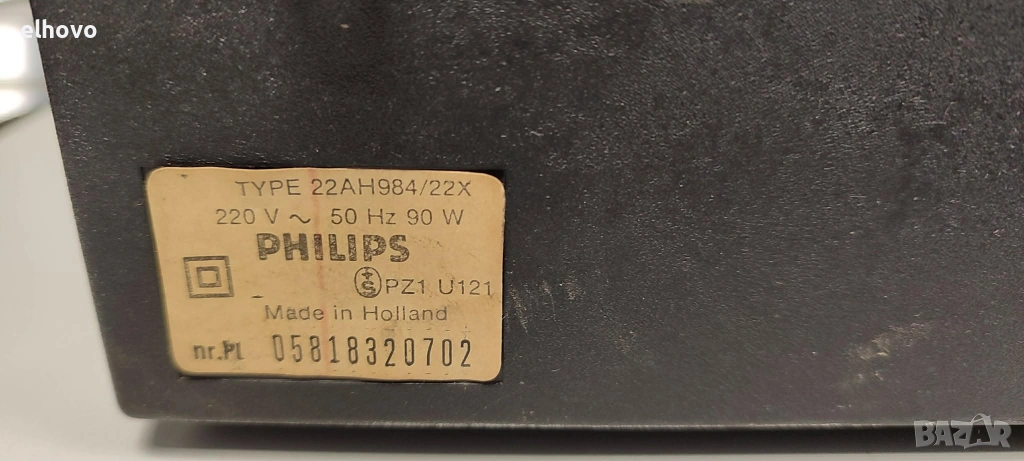 elhovo
TYPE 22AH984/22X
220 V ~ 50 Hz 90 W
PHILIPS
+S PZ1 U121
Made in Holland
nr.PL 05818320702
BAZAR